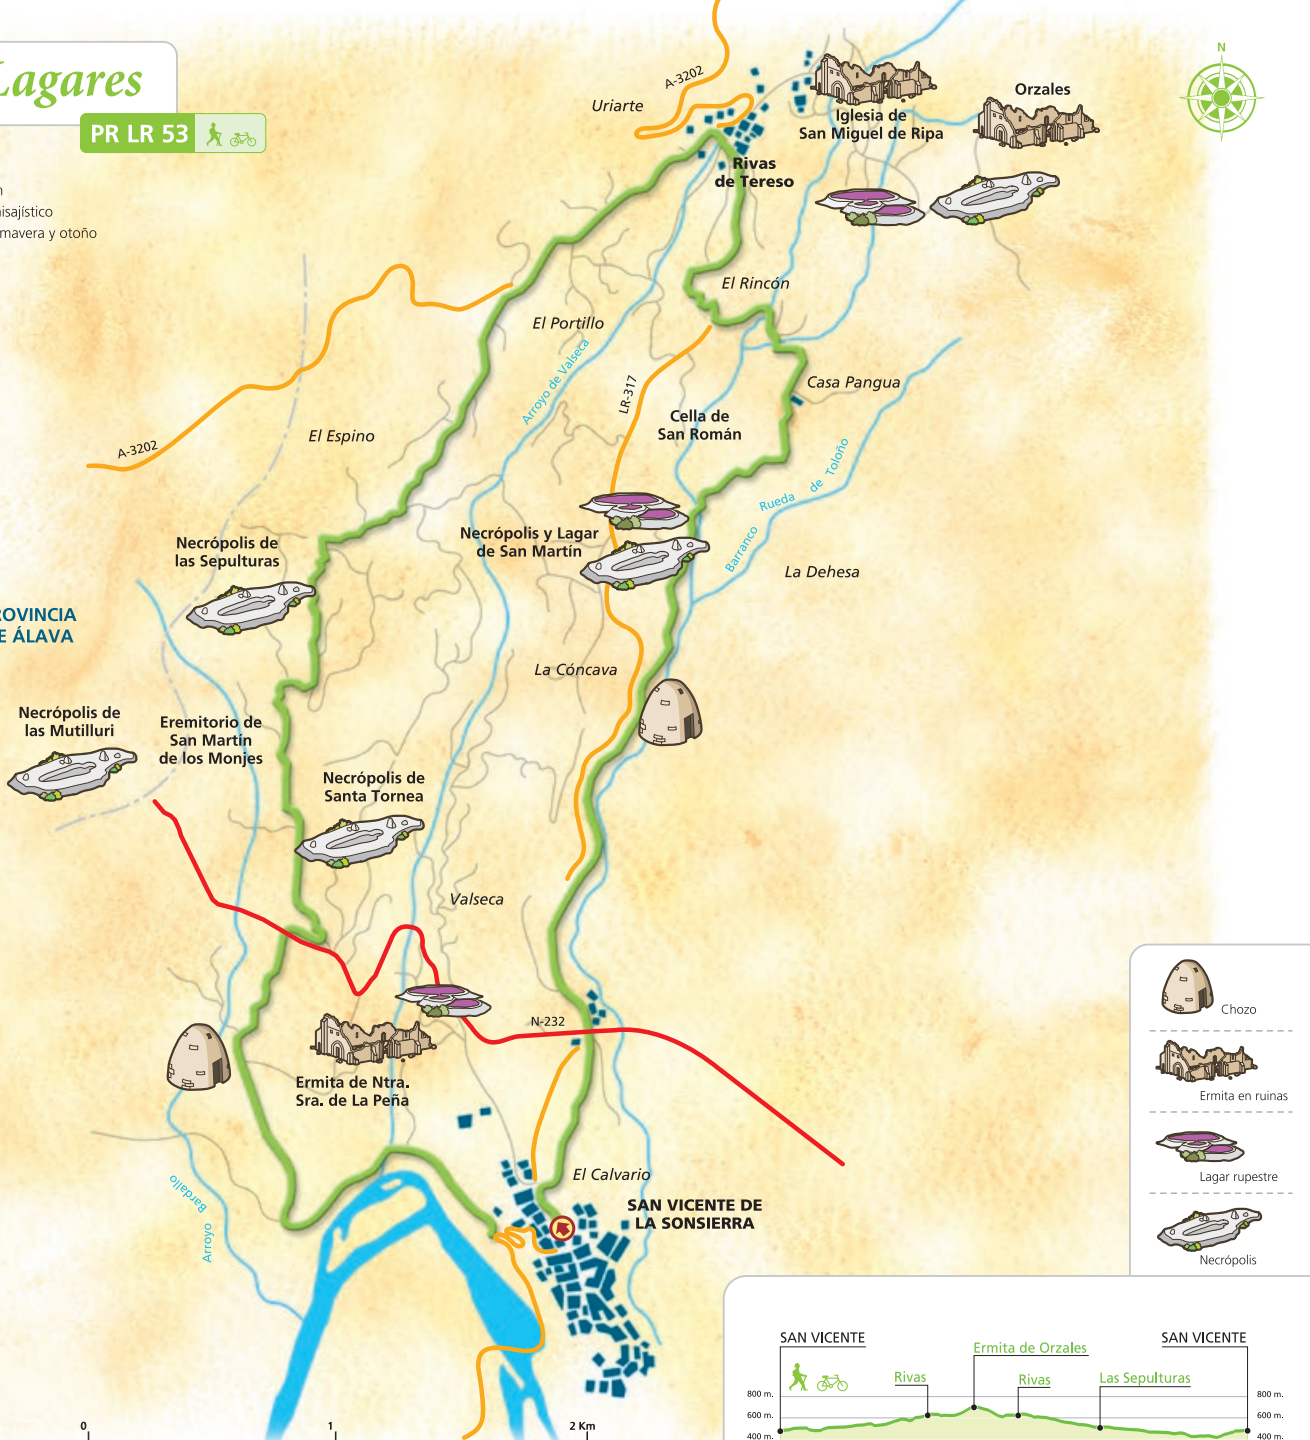 Lagares
PR LR 53
n
isajístico
mavera y otoño
N
A-3202
Uriarte
Iglesia de
San Miguel de Ripa
Orzales
Rivas
de Tereso
El Rincón
El Portillo
Arroyo de Valseca
LR-317
Casa Pangua
Cella de
San Román
A-3202
El Espino
Barranco Rueda de Toloño
Necrópolis de
las Sepulturas
Necrópolis y Lagar
de San Martín
La Dehesa
ROVINCIA
E ÁLAVA
La Cóncava
Necrópolis de
las Mutilluri
Eremitorio de
San Martín
de los Monjes
Necrópolis de
Santa Tornea
Valseca
N-232
Ermita de Ntra.
Sra. de La Peña
Arroyo Bardallo
El Calvario
SAN VICENTE DE
LA SONSIERRA
Chozo
Ermita en ruinas
Lagar rupestre
Necrópolis
SAN VICENTE
Ermita de Orzales
SAN VICENTE
Rivas
Rivas
Las Sepulturas
800 m.
800 m.
600 m.
600 m.
400 m.
400 m.
0
1
2 Km